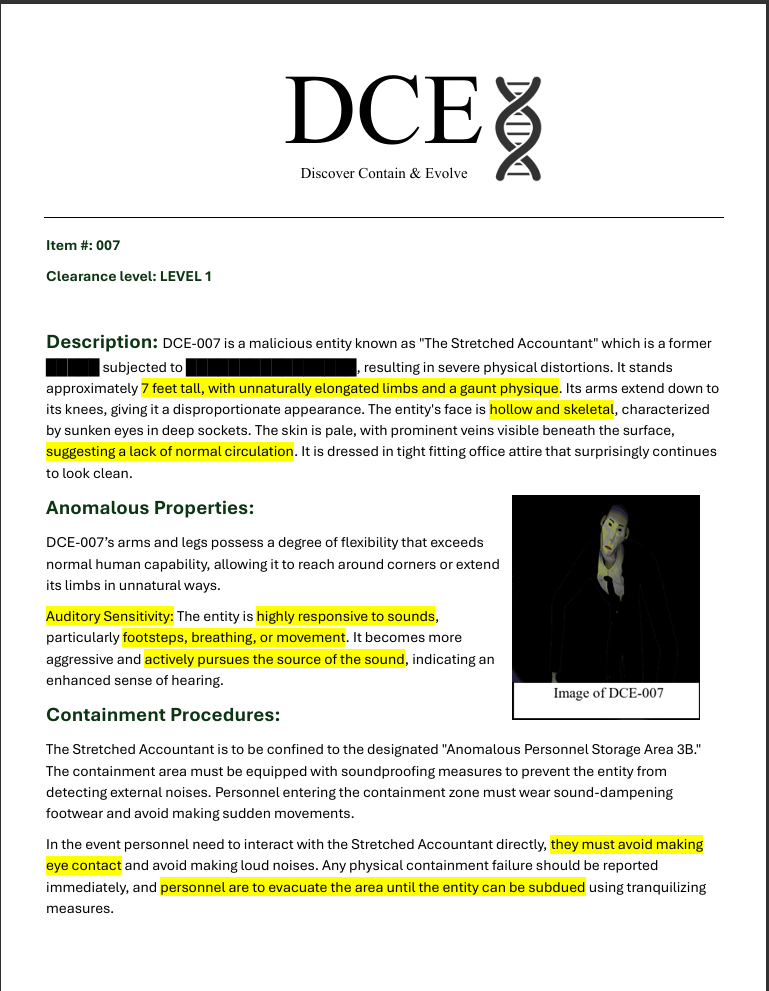 DCE
Discover Contain & Evolve
Item #: 007
Clearance level: LEVEL 1
Description: DCE-007 is a malicious entity known as "The Stretched Accountant" which is a former
█████ subjected to ████████████████, resulting in severe physical distortions. It stands
approximately 7 feet tall, with unnaturally elongated limbs and a gaunt physique. Its arms extend down to
its knees, giving it a disproportionate appearance. The entity's face is hollow and skeletal, characterized
by sunken eyes in deep sockets. The skin is pale, with prominent veins visible beneath the surface,
suggesting a lack of normal circulation. It is dressed in tight fitting office attire that surprisingly continues
to look clean.
Anomalous Properties:
DCE-007’s arms and legs possess a degree of flexibility that exceeds
normal human capability, allowing it to reach around corners or extend
its limbs in unnatural ways.
Auditory Sensitivity: The entity is highly responsive to sounds,
particularly footsteps, breathing, or movement. It becomes more
aggressive and actively pursues the source of the sound, indicating an
enhanced sense of hearing.
Image of DCE-007
Containment Procedures:
The Stretched Accountant is to be confined to the designated "Anomalous Personnel Storage Area 3B."
The containment area must be equipped with soundproofing measures to prevent the entity from
detecting external noises. Personnel entering the containment zone must wear sound-dampening
footwear and avoid making sudden movements.
In the event personnel need to interact with the Stretched Accountant directly, they must avoid making
eye contact and avoid making loud noises. Any physical containment failure should be reported
immediately, and personnel are to evacuate the area until the entity can be subdued using tranquilizing
measures.